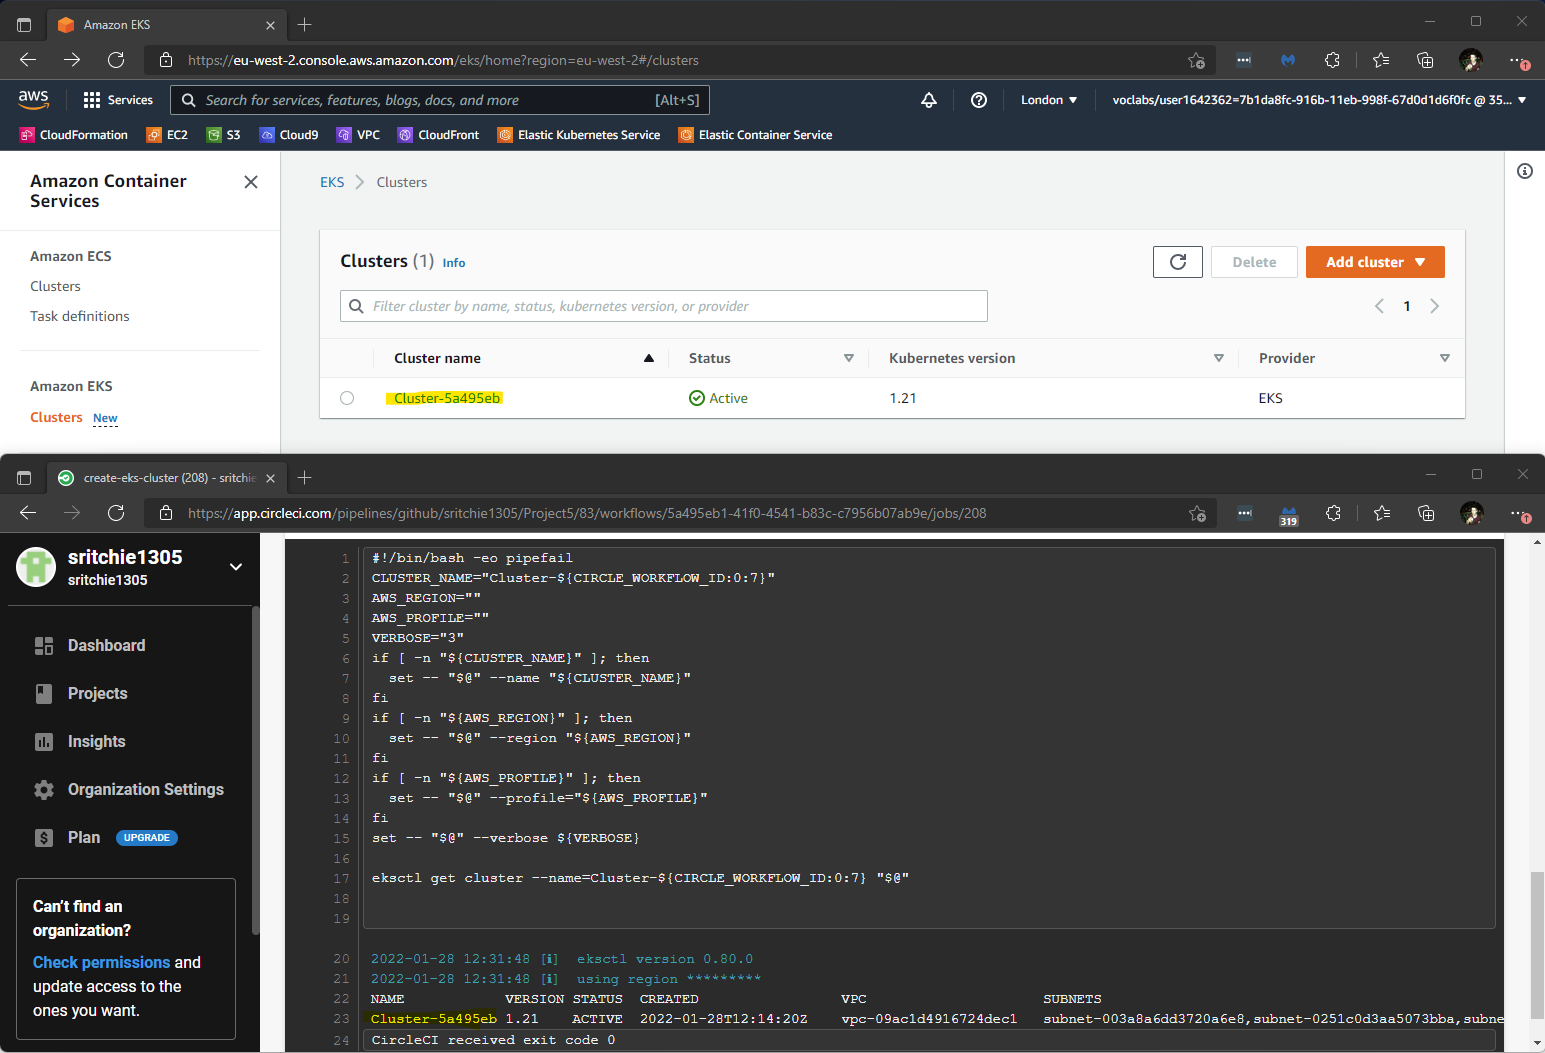 Amazon EKS
https://eu-west-2.console.aws.amazon.com/eks/home?region=eu-west-2#/clusters
aws Services Search for services, features, blogs, docs, and more [Alt+S] London voclabs/user1642362=7b1da8fc-916b-11eb-998f-67d0d1d6f0fc @ 35...
CloudFormation EC2 S3 Cloud9 VPC CloudFront Elastic Kubernetes Service Elastic Container Service
Amazon Container
Services
Amazon ECS
Clusters
Task definitions
Amazon EKS
Clusters New
EKS Clusters
Clusters (1) Info Delete Add cluster
Filter cluster by name, status, kubernetes version, or provider 1
Cluster name Status Kubernetes version Provider
Cluster-5a495eb Active 1.21 EKS
create-eks-cluster (208) - sritchie
https://app.circleci.com/pipelines/github/sritchie1305/Project5/83/workflows/5a495eb1-41f0-4541-b83c-c7956b07ab9e/jobs/208
319
sritchie1305
sritchie1305
Dashboard
Projects
Insights
Organization Settings
Plan UPGRADE
Can't find an
organization?
Check permissions and
update access to the
ones you want.
1 #!/bin/bash -eo pipefail
2 CLUSTER_NAME="Cluster-${CIRCLE_WORKFLOW_ID:0:7}"
3 AWS_REGION=""
4 AWS_PROFILE=""
5 VERBOSE="3"
6 if [ -n "${CLUSTER_NAME}" ]; then
7 set -- "$@" --name "${CLUSTER_NAME}"
8 fi
9 if [ -n "${AWS_REGION}" ]; then
10 set -- "$@" --region "${AWS_REGION}"
11 fi
12 if [ -n "${AWS_PROFILE}" ]; then
13 set -- "$@" --profile="${AWS_PROFILE}"
14 fi
15 set -- "$@" --verbose ${VERBOSE}
16
17 eksctl get cluster --name=Cluster-${CIRCLE_WORKFLOW_ID:0:7} "$@"
18
19
20 2022-01-28 12:31:48 [ℹ] eksctl version 0.80.0
21 2022-01-28 12:31:48 [ℹ] using region *********
22 NAME VERSION STATUS CREATED VPC SUBNETS
23 Cluster-5a495eb 1.21 ACTIVE 2022-01-28T12:14:20Z vpc-09ac1d4916724dec1 subnet-003a8a6dd3720a6e8,subnet-0251c0d3aa5073bba,subne
24 CircleCI received exit code 0